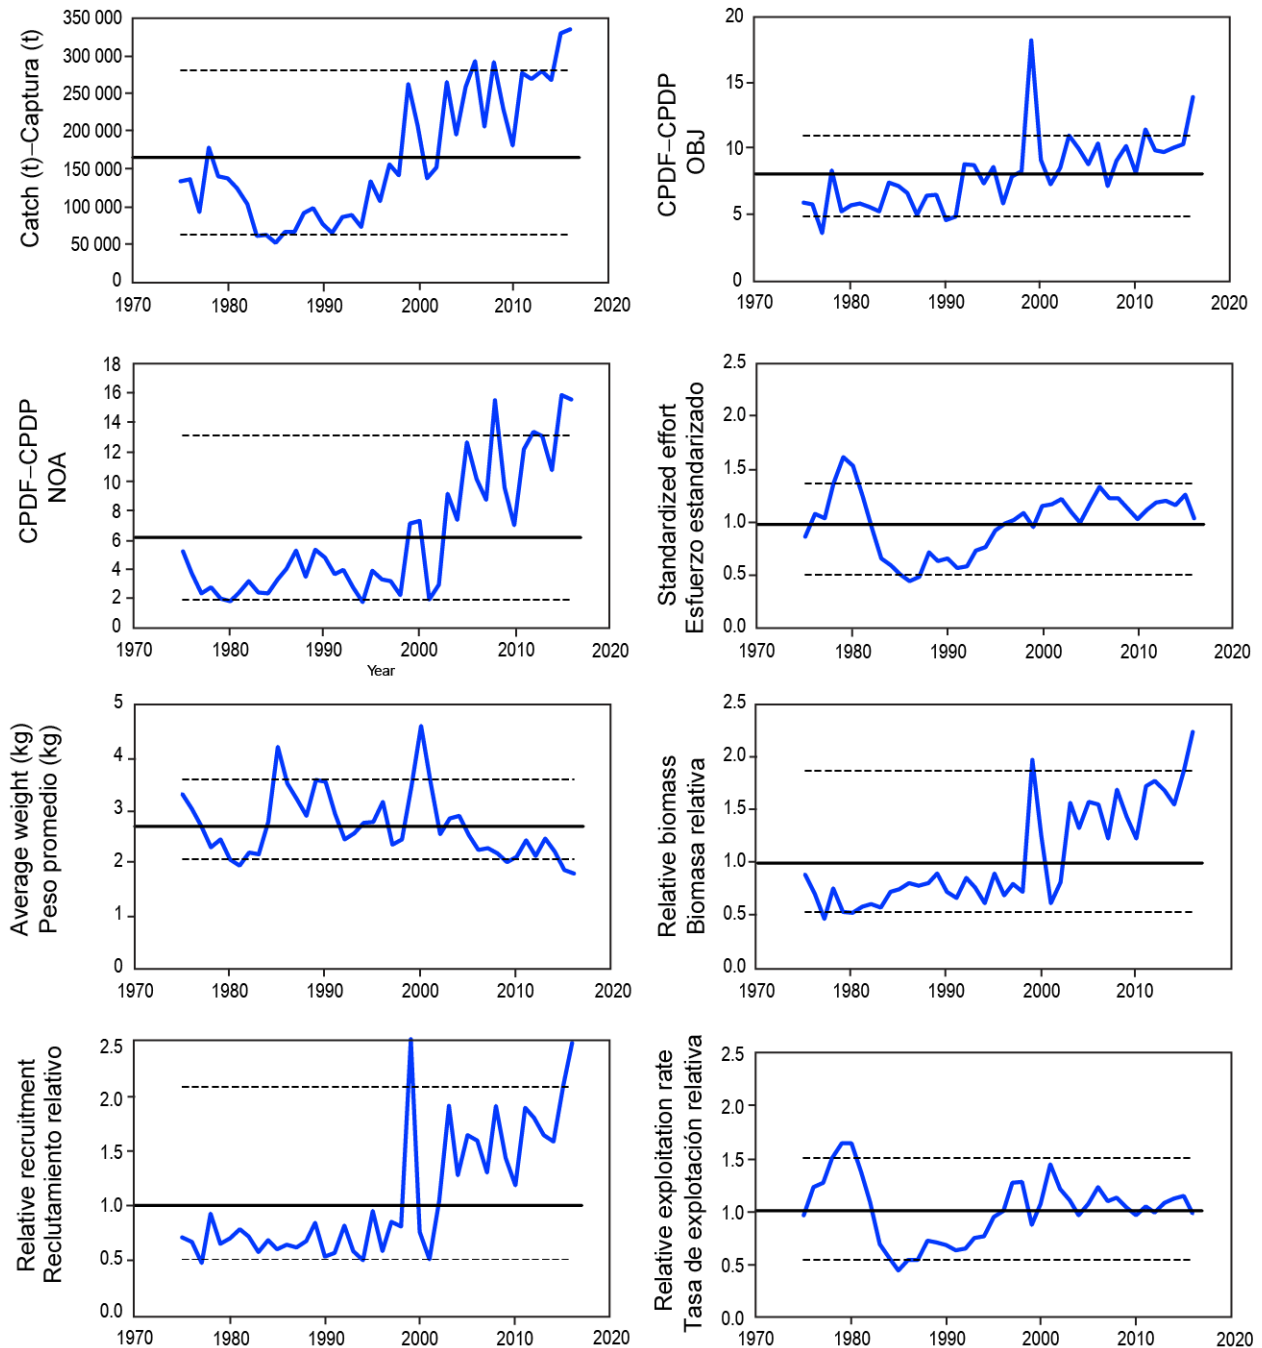 Catch (t)–Captura (t)
350 000
300 000
250 000
200 000
150 000
100 000
50 000
0
1970 1980 1990 2000 2010 2020
CPDF–CPDP
OBJ
20
15
10
5
0
1970 1980 1990 2000 2010 2020
CPDF–CPDP
NOA
18
16
14
12
10
8
6
4
2
0
1970 1980 1990 2000 2010 2020
Year
Standardized effort
Esfuerzo estandarizado
2.5
2.0
1.5
1.0
0.5
0.0
1970 1980 1990 2000 2010 2020
Average weight (kg)
Peso promedio (kg)
5
4
3
2
1
0
1970 1980 1990 2000 2010 2020
Relative biomass
Biomasa relativa
2.5
2.0
1.5
1.0
0.5
0.0
1970 1980 1990 2000 2010 2020
Relative recruitment
Reclutamiento relativo
2.5
2.0
1.5
1.0
0.5
0.0
1970 1980 1990 2000 2010 2020
Relative exploitation rate
Tasa de explotación relativa
2.5
2.0
1.5
1.0
0.5
0.0
1970 1980 1990 2000 2010 2020